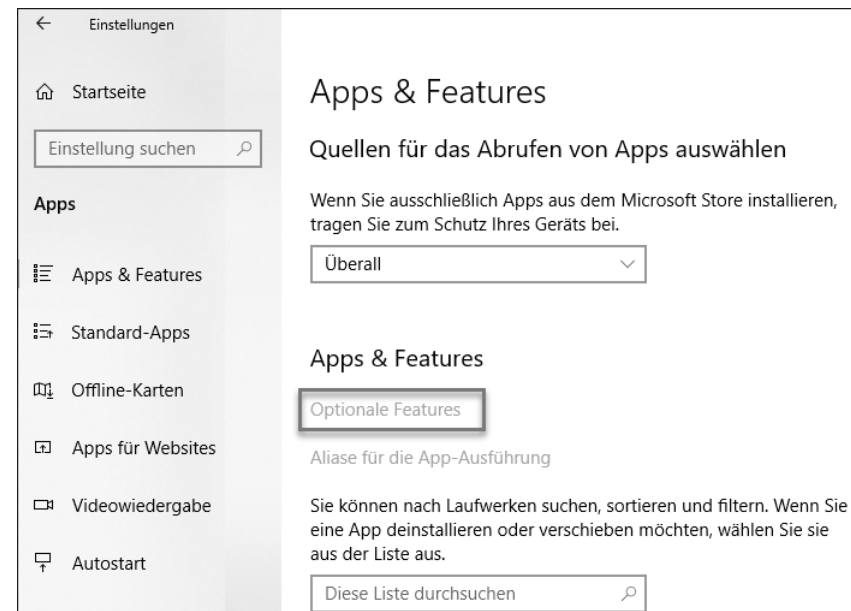 Einstellungen
Startseite
Einstellung suchen
Apps
Apps & Features
Standard-Apps
Offline-Karten
Apps für Websites
Videowiedergabe
Autostart
Apps & Features
Quellen für das Abrufen von Apps auswählen
Wenn Sie ausschließlich Apps aus dem Microsoft Store installieren,
tragen Sie zum Schutz Ihres Geräts bei.
Überall
Apps & Features
Optionale Features
Aliase für die App-Ausführung
Sie können nach Laufwerken suchen, sortieren und filtern. Wenn Sie
eine App deinstallieren oder verschieben möchten, wählen Sie sie
aus der Liste aus.
Diese Liste durchsuchen